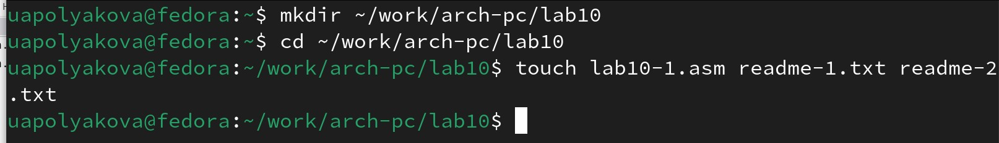 uapolyakova@fedora:~$ mkdir ~/work/arch-pc/lab10
uapolyakova@fedora:~$ cd ~/work/arch-pc/lab10
uapolyakova@fedora:~/work/arch-pc/lab10$ touch lab10-1.asm readme-1.txt readme-2
.txt
uapolyakova@fedora:~/work/arch-pc/lab10$